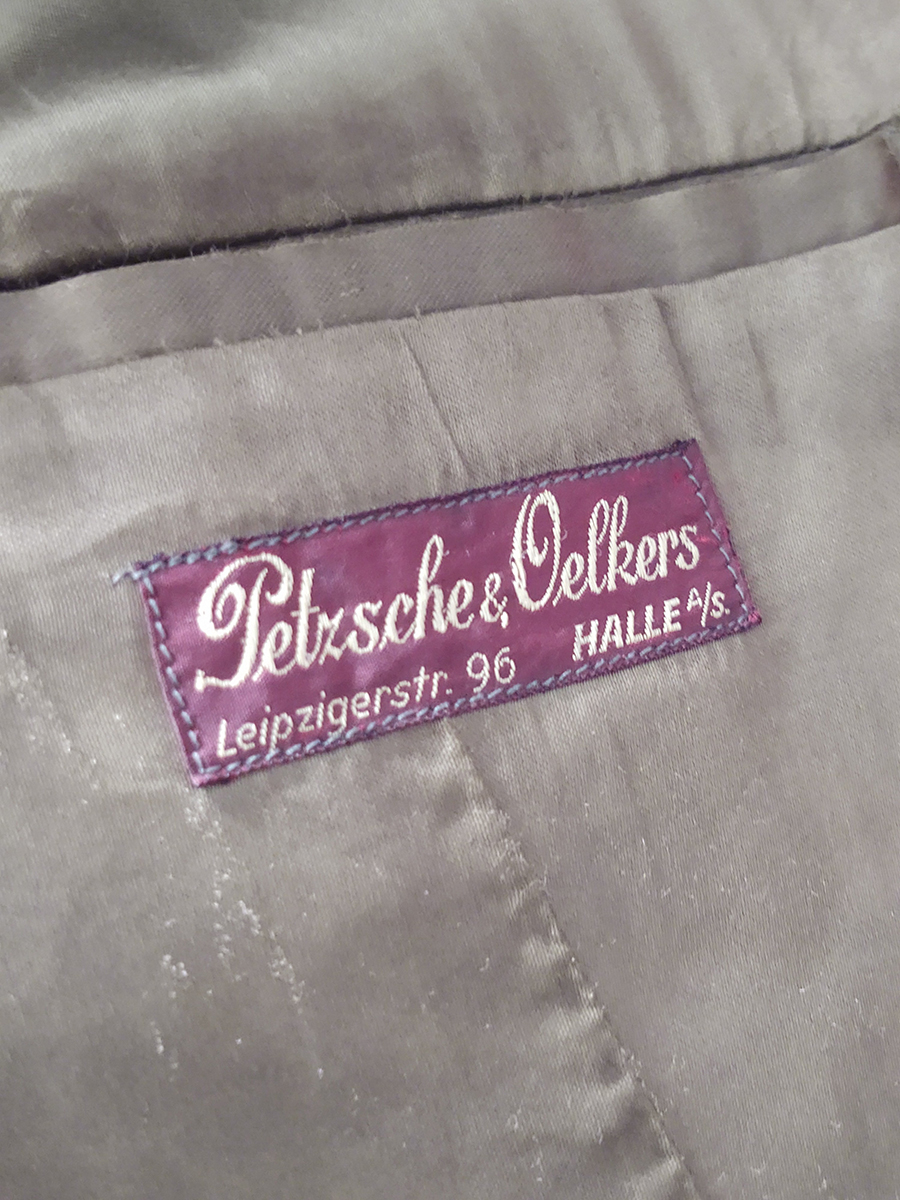 Petzsche & Oelkers
HALLE A/S.
Leipzigerstr. 96